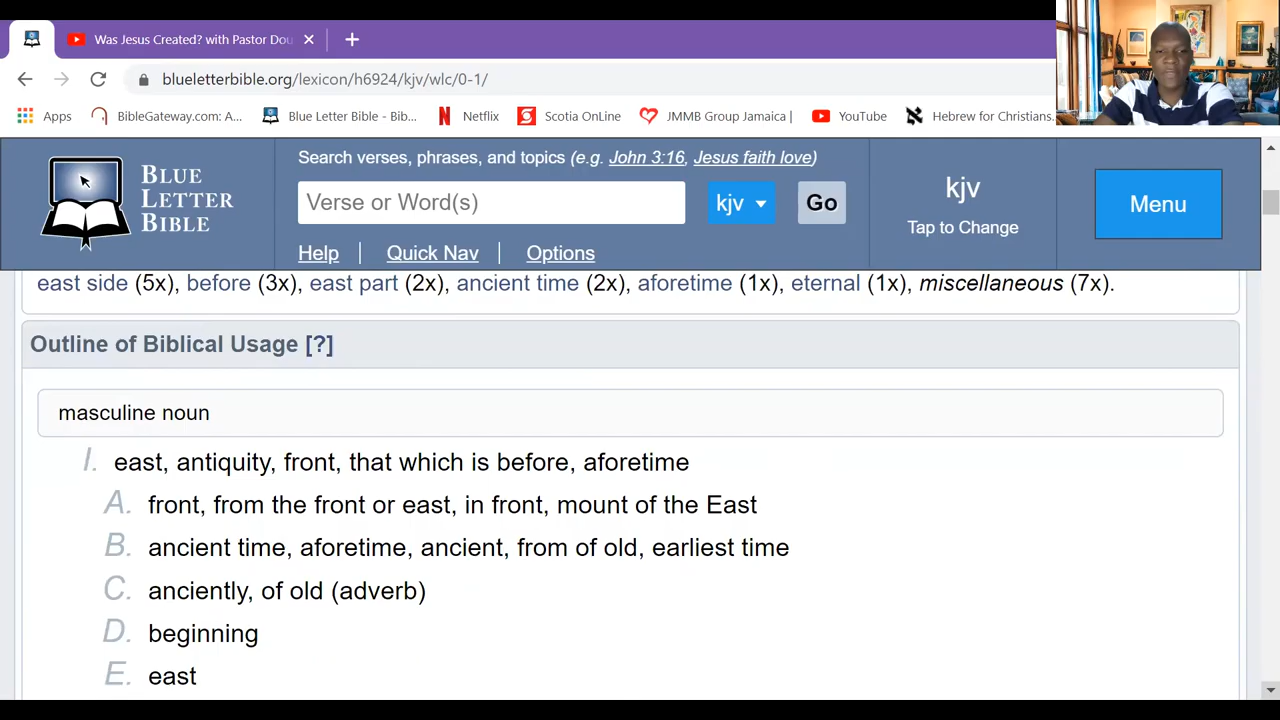 Was Jesus Created? with Pastor Dou
blueletterbible.org/lexicon/h6924/kjv/wlc/0-1/
Apps BibleGateway.com: A... Blue Letter Bible - Bib... Netflix Scotia OnLine JMMB Group Jamaica | YouTube Hebrew for Christians.
BLUE
LETTER
BIBLE
Search verses, phrases, and topics (e.g. John 3:16, Jesus faith love)
Verse or Word(s) kjv Go
Help Quick Nav Options
kjv
Tap to Change
Menu
east side (5x), before (3x), east part (2x), ancient time (2x), aforetime (1x), eternal (1x), miscellaneous (7x).
Outline of Biblical Usage [?]
masculine noun
I. east, antiquity, front, that which is before, aforetime
A. front, from the front or east, in front, mount of the East
B. ancient time, aforetime, ancient, from of old, earliest time
C. anciently, of old (adverb)
D. beginning
E. east